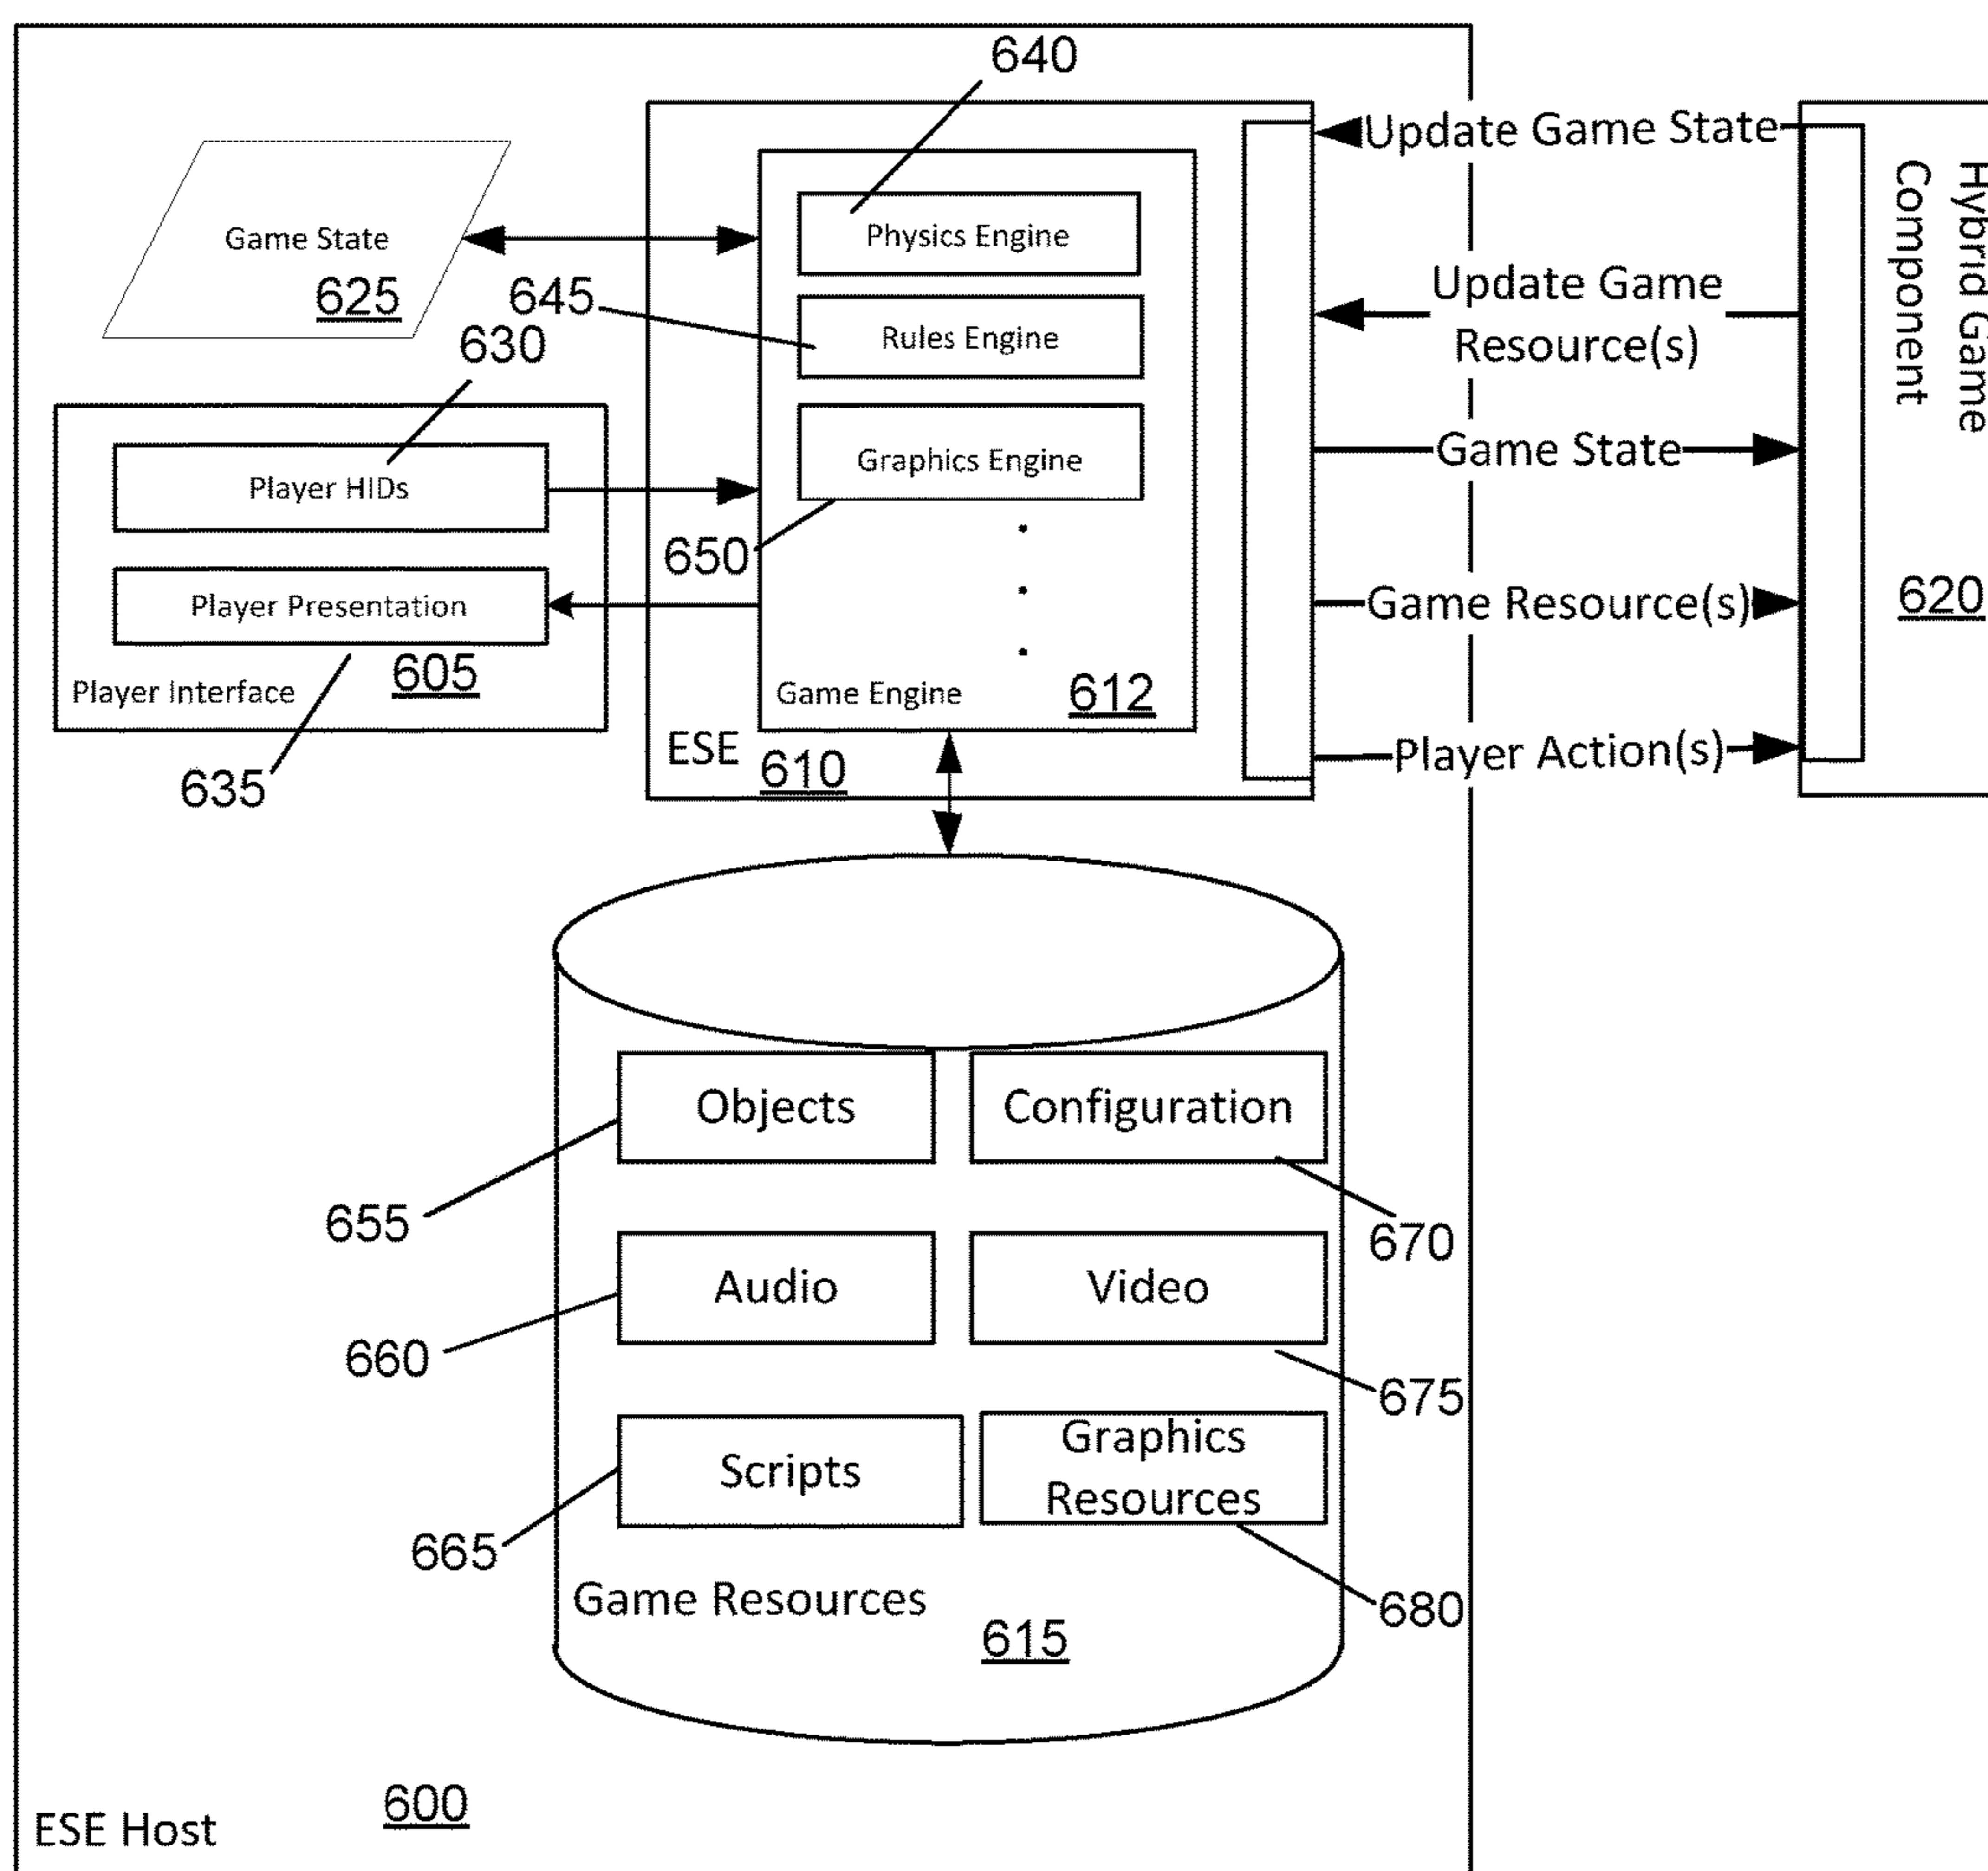 640
Update Game State
Hybrid Game
Component
Game State
625
Physics Engine
645
Update Game
Resource(s)
Rules Engine
630
Graphics Engine
Game State
Player HIDs
650
Player Presentation
Game Resource(s)
620
605
Player Interface
Game Engine
612
635
ESE
610
Player Action(s)
Objects
Configuration
655
670
Audio
Video
660
675
Scripts
Graphics
Resources
665
Game Resources
680
615
ESE Host
600